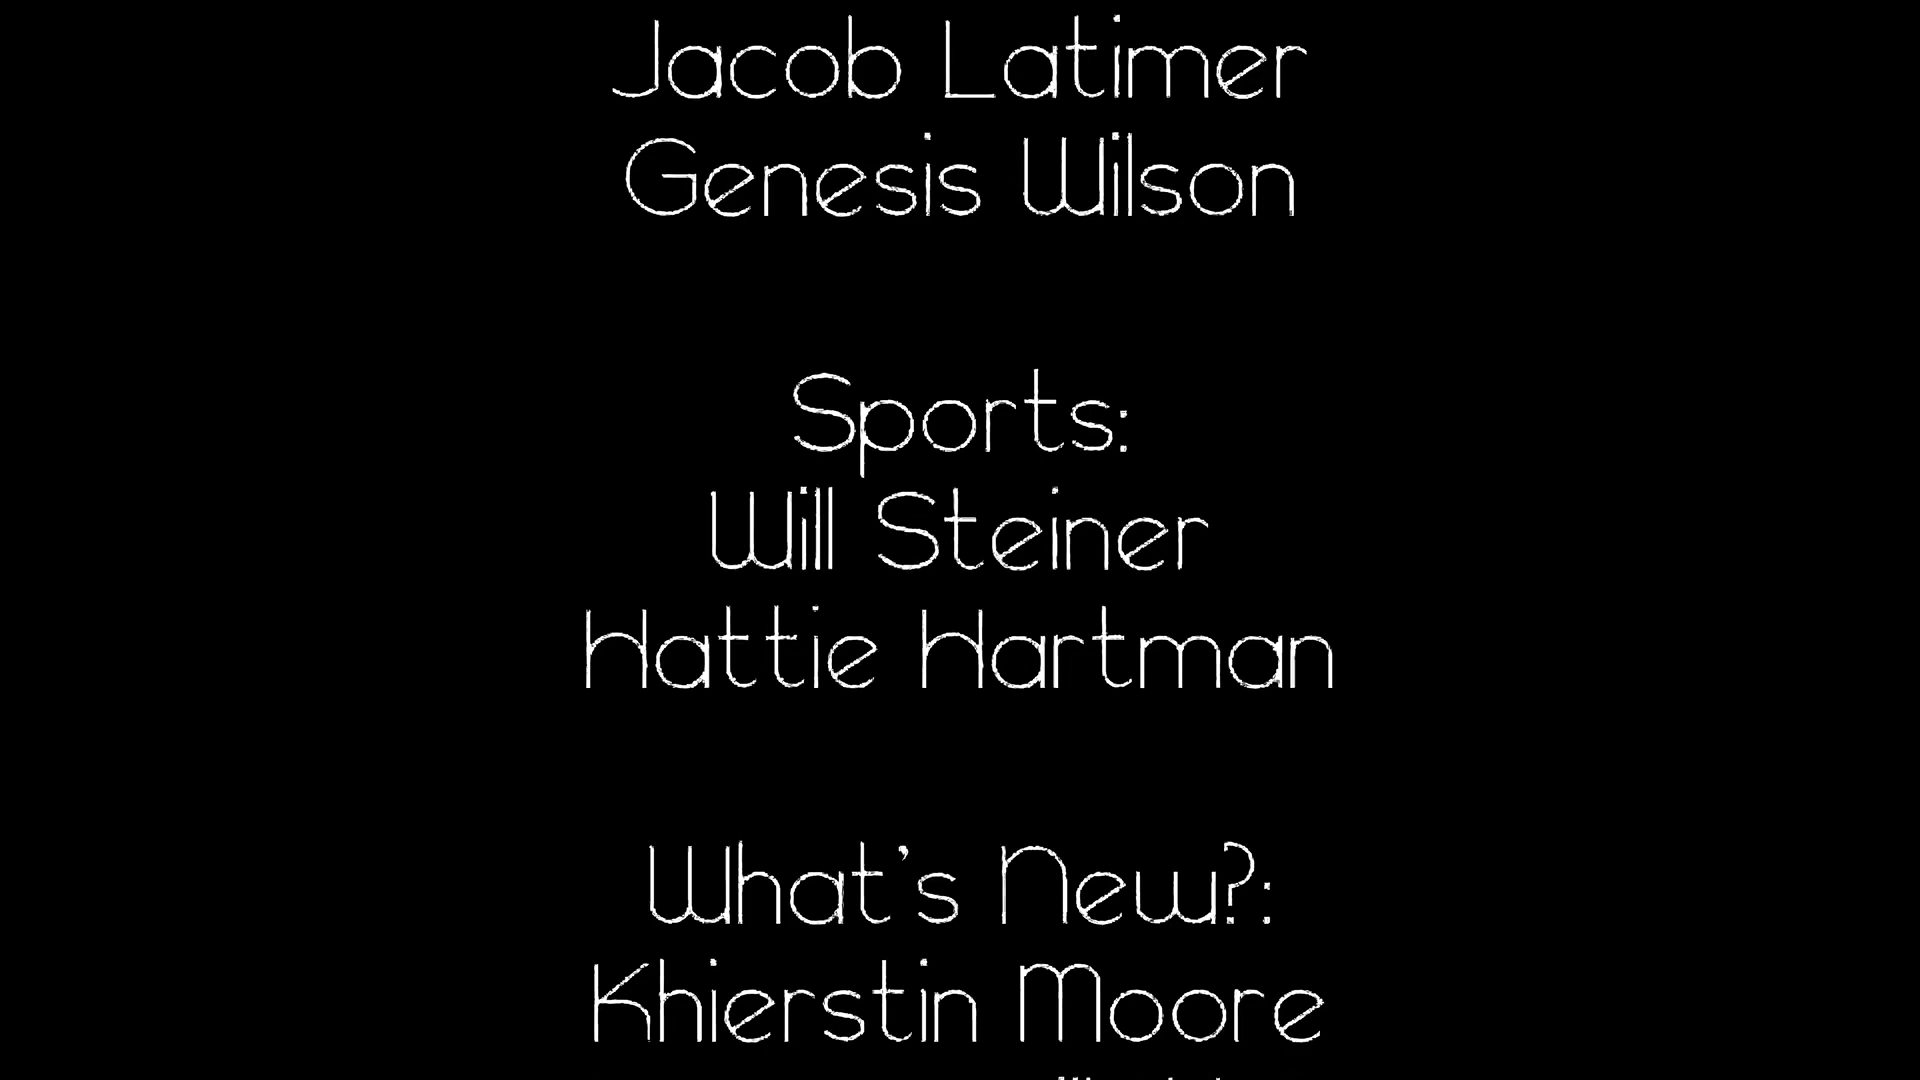 Jacob Latimer
Genesis Wilson
Sports:
Will Steiner
Hattie Hartman
What's New?:
Khierstin Moore